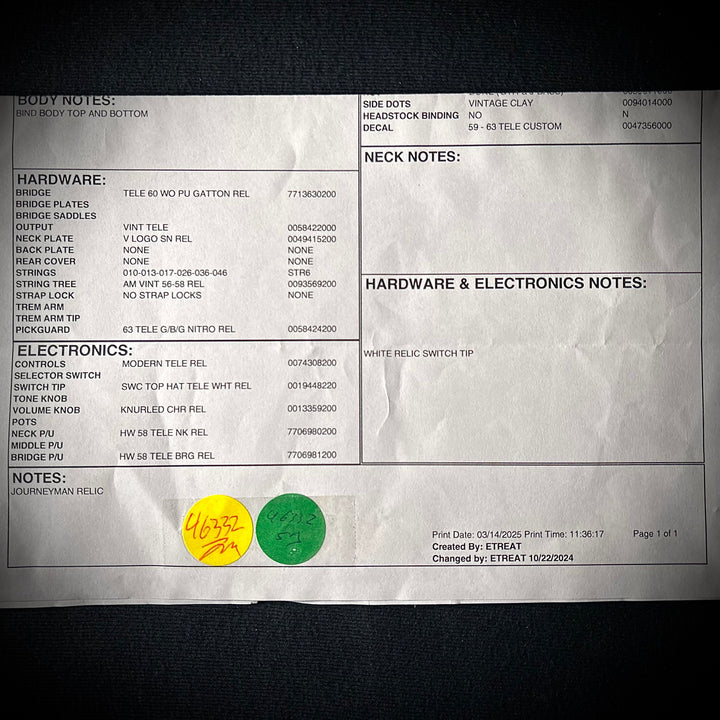 BODY NOTES:
BIND BODY TOP AND BOTTOM
HARDWARE:
BRIDGE TELE 60 WO PU GATTON REL 7713630200
BRIDGE PLATES
BRIDGE SADDLES
OUTPUT VINT TELE 0058422000
NECK PLATE V LOGO SN REL 0049415200
BACK PLATE NONE NONE
REAR COVER NONE NONE
STRINGS 010-013-017-026-036-046 STR6
STRING TREE AM VINT 56-58 REL 0093569200
STRAP LOCK NO STRAP LOCKS NONE
TREM ARM
TREM ARM TIP
PICKGUARD 63 TELE G/B/G NITRO REL 0058424200
ELECTRONICS:
CONTROLS MODERN TELE REL 0074308200
SELECTOR SWITCH
SWITCH TIP SWC TOP HAT TELE WHT REL 0019448220
TONE KNOB
VOLUME KNOB KNURLED CHR REL 0013359200
POTS
NECK P/U HW 58 TELE NK REL 7706980200
MIDDLE P/U
BRIDGE P/U HW 58 TELE BRG REL 7706981200
SIDE DOTS VINTAGE CLAY 0094014000
HEADSTOCK BINDING NO N
DECAL 59 - 63 TELE CUSTOM 0047356000
NECK NOTES:
HARDWARE & ELECTRONICS NOTES:
WHITE RELIC SWITCH TIP
NOTES:
JOURNEYMAN RELIC
46332
46332
Print Date: 03/14/2025 Print Time: 11:36:17 Page 1 of 1
Created By: ETREAT
Changed by: ETREAT 10/22/2024